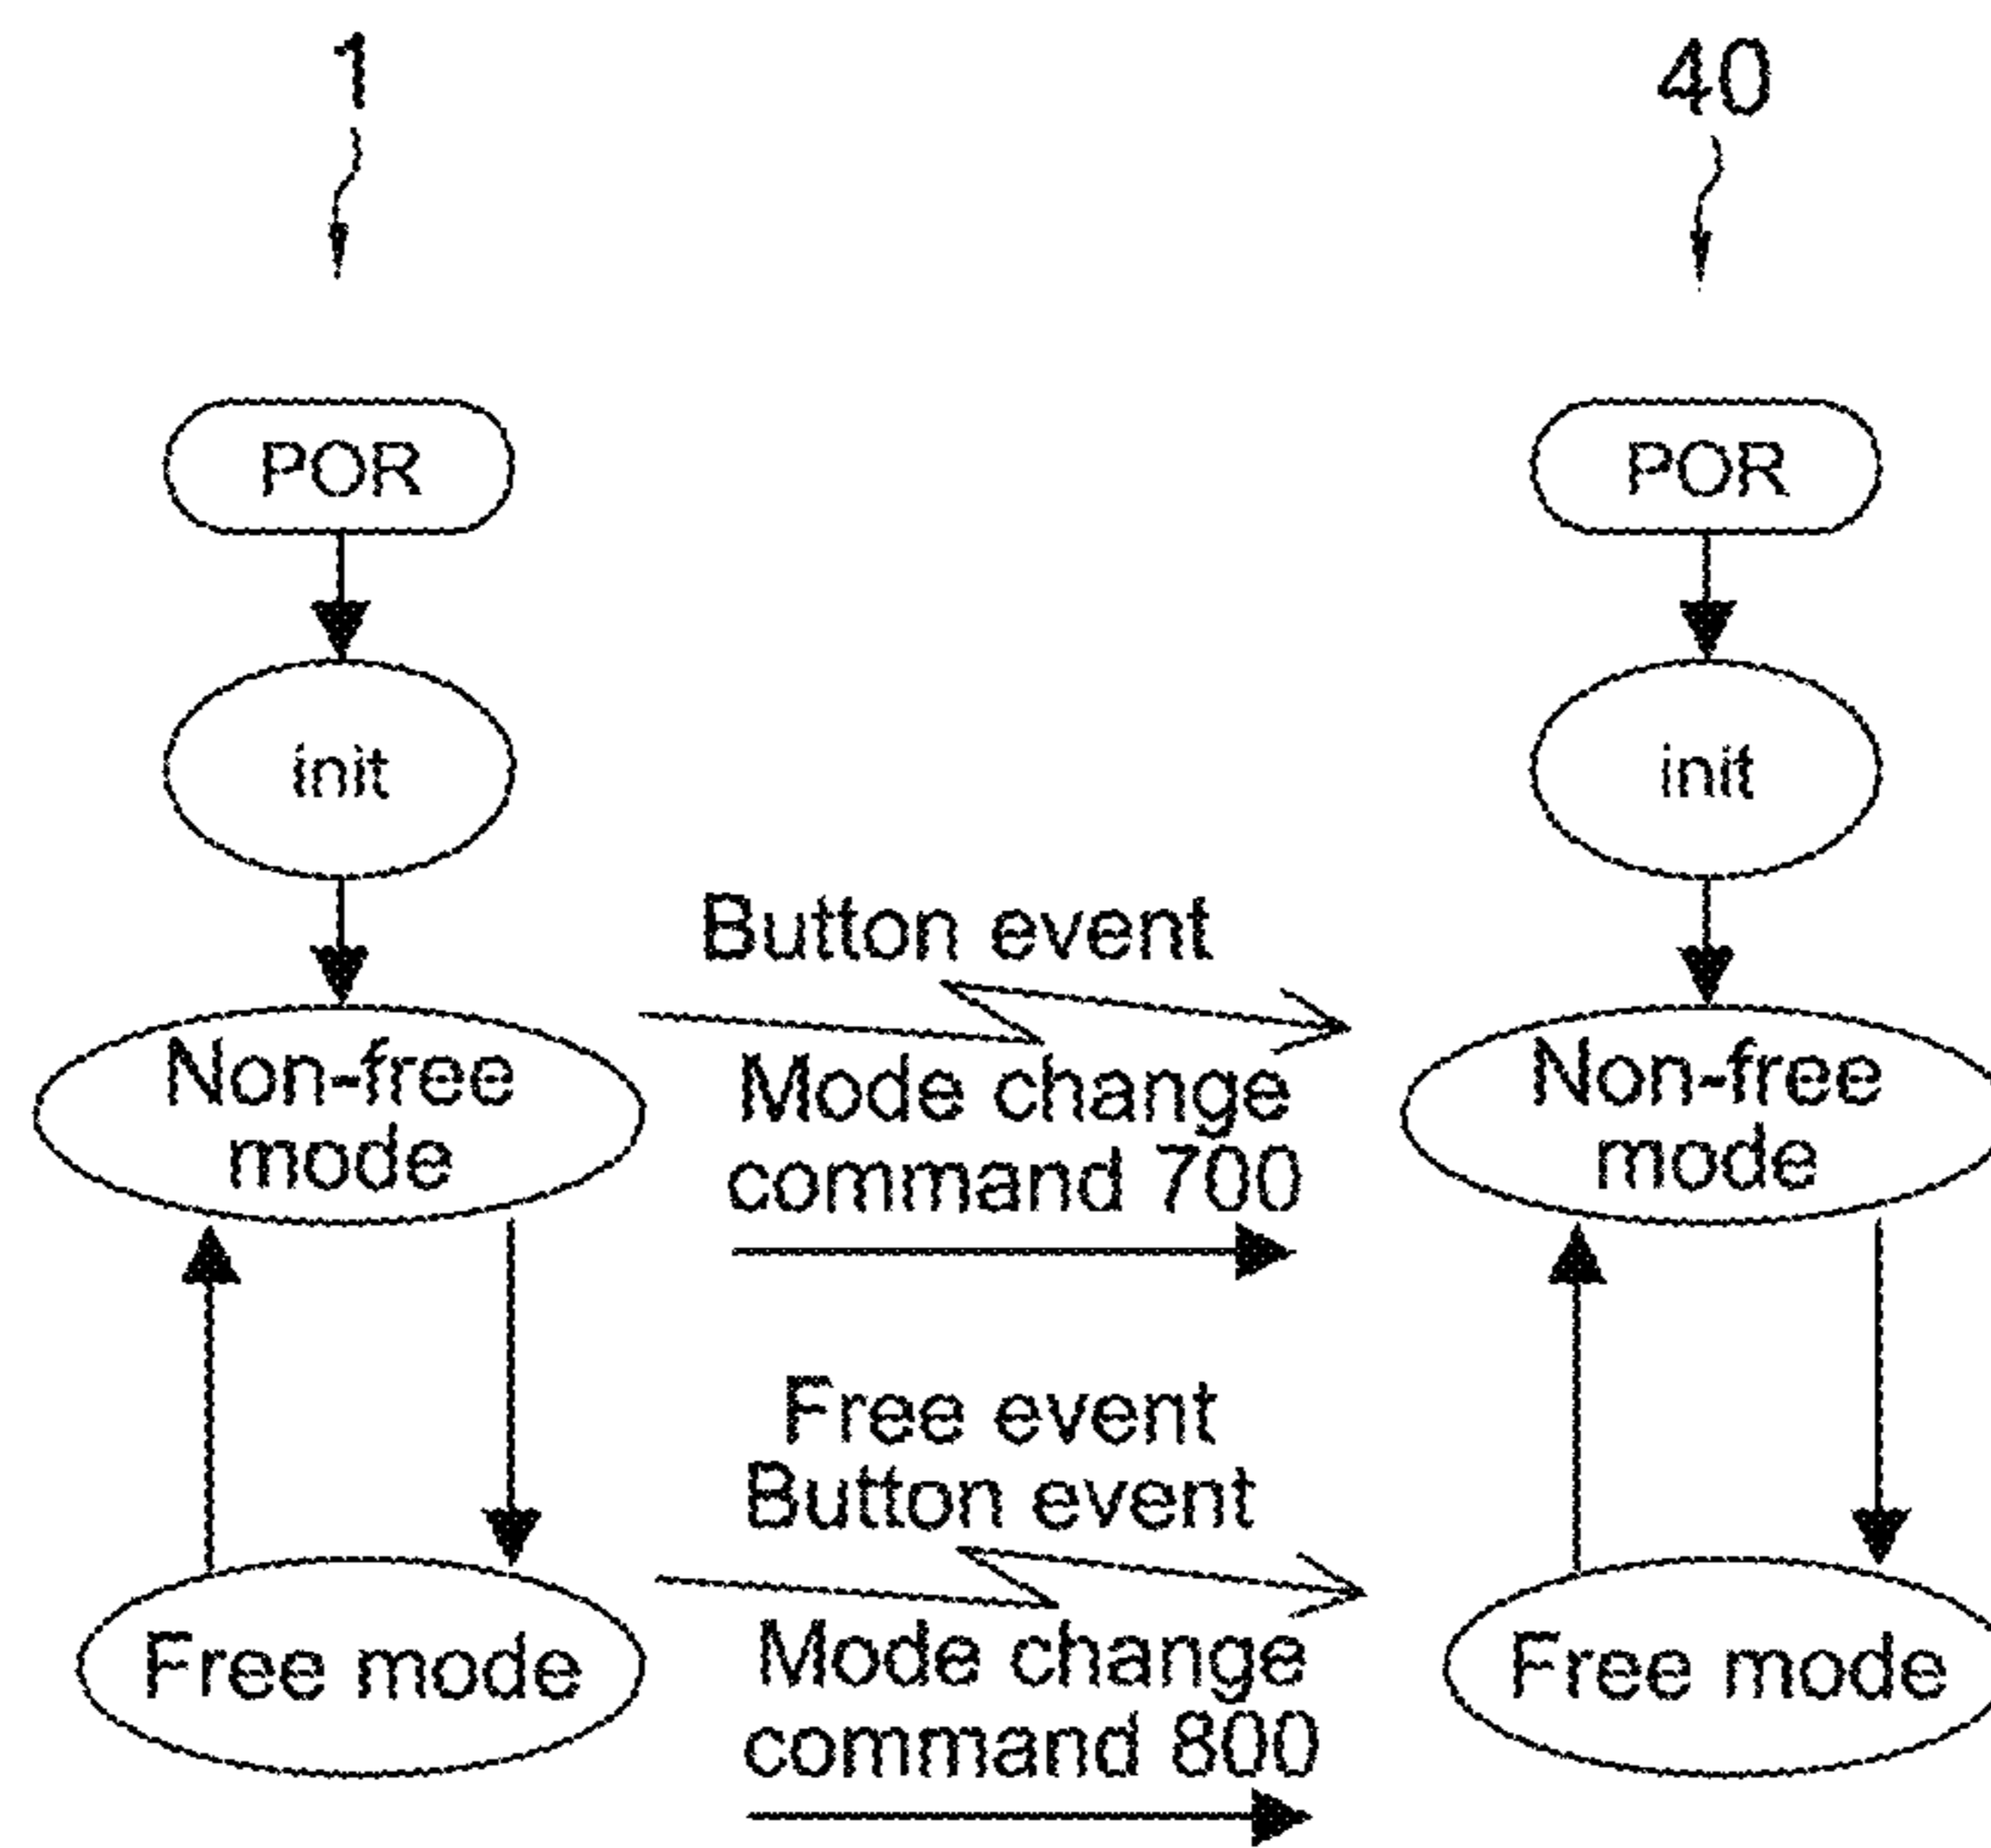 1
40
POR
POR
init
init
Button event
Non-free
mode
Mode change
command 700
Non-free
mode
Free event
Button event
Free mode
Mode change
command 800
Free mode